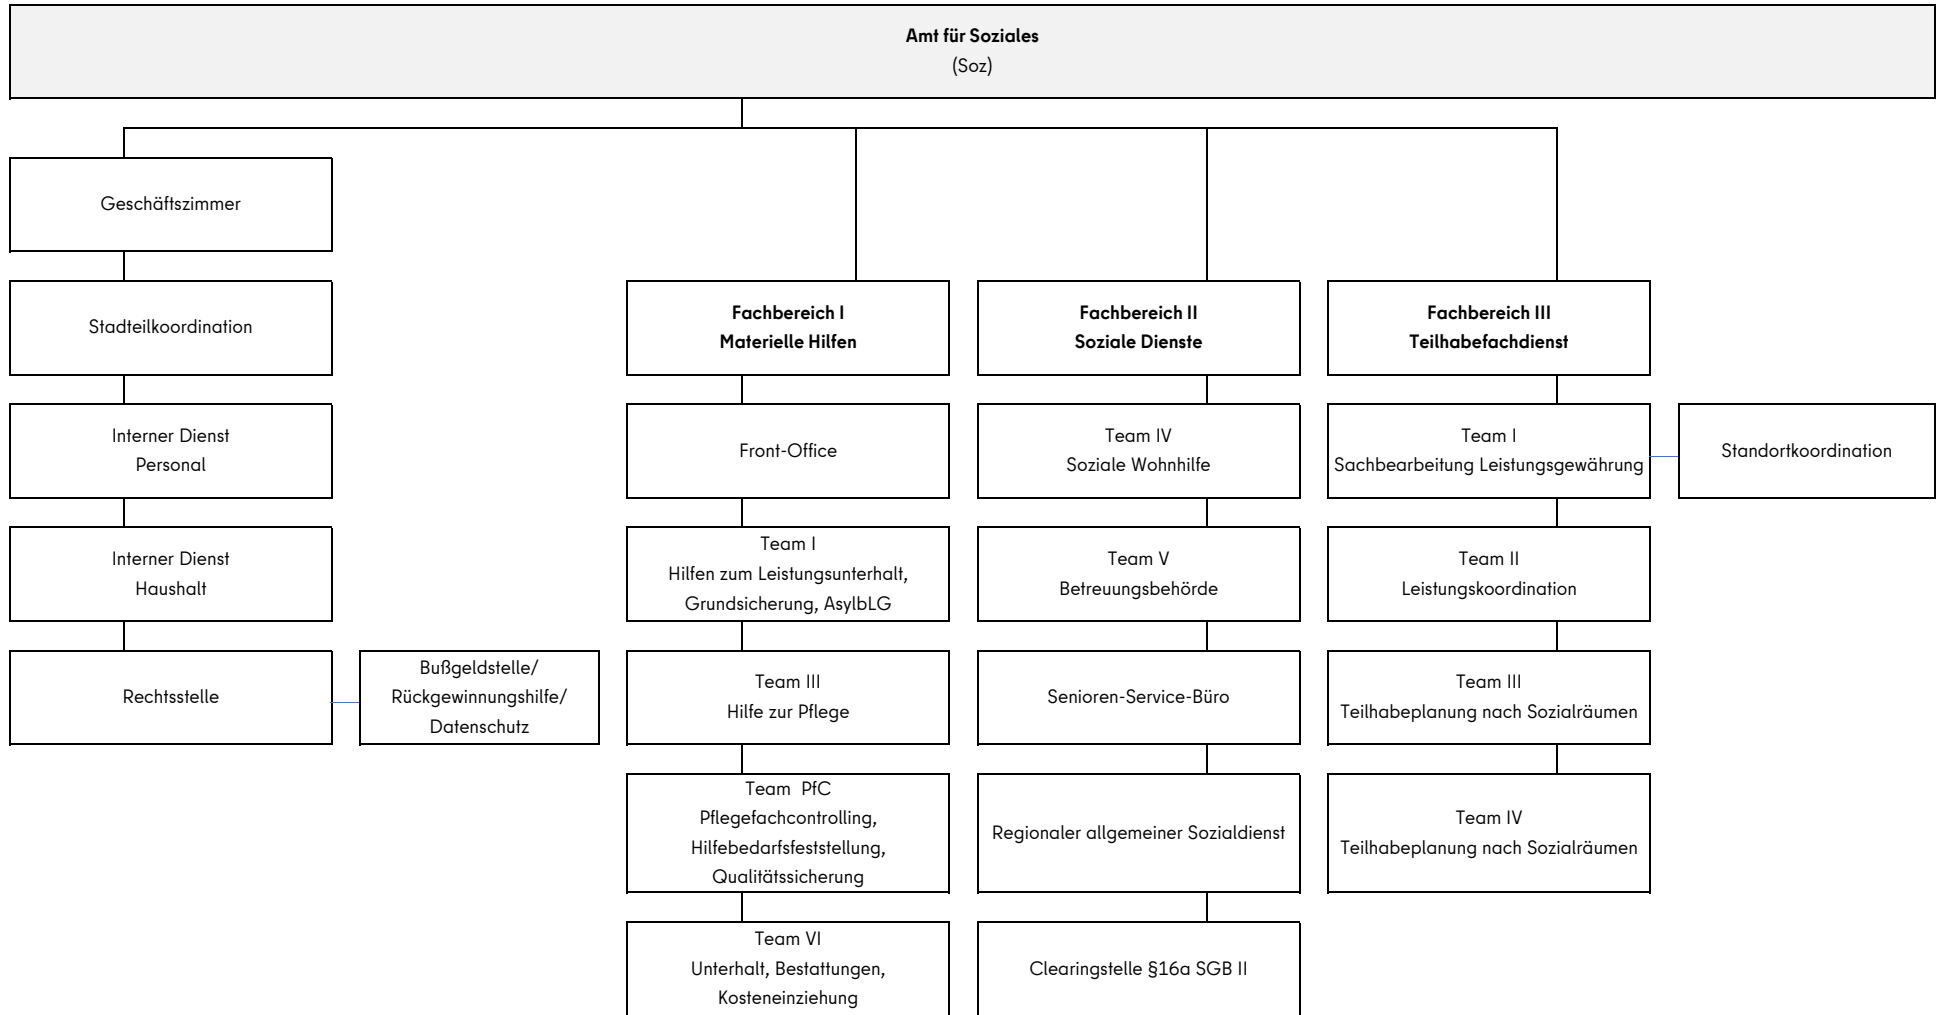 Amt für Soziales
(Soz)
Geschäftszimmer
Stadteilkoordination
Interner Dienst
Personal
Interner Dienst
Haushalt
Rechtsstelle
Bußgeldstelle/
Rückgewinnungshilfe/
Datenschutz
Fachbereich I
Materielle Hilfen
Front-Office
Team I
Hilfen zum Leistungsunterhalt,
Grundsicherung, AsylbLG
Team III
Hilfe zur Pflege
Team  PfC
Pflegefachcontrolling,
Hilfebedarfsfeststellung,
Qualitätssicherung
Team VI
Unterhalt, Bestattungen,
Kosteneinziehung
Fachbereich II
Soziale Dienste
Team IV
Soziale Wohnhilfe
Team V
Betreuungsbehörde
Senioren-Service-Büro
Regionaler allgemeiner Sozialdienst
Clearingstelle §16a SGB II
Fachbereich III
Teilhabefachdienst
Team I
Sachbearbeitung Leistungsgewährung
Standortkoordination
Team II
Leistungskoordination
Team III
Teilhabeplanung nach Sozialräumen
Team IV
Teilhabeplanung nach Sozialräumen